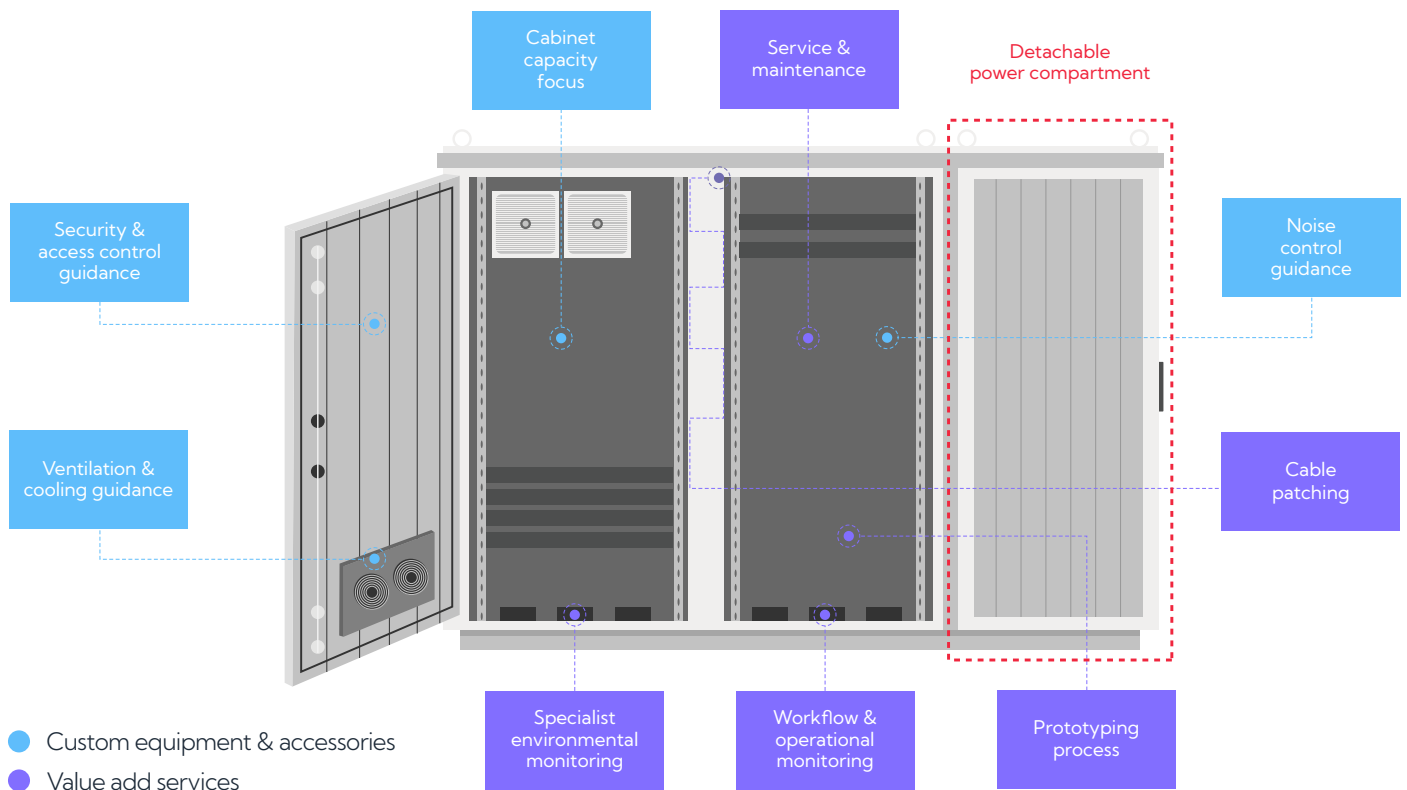 Cabinet
capacity
focus
Service &
maintenance
Detachable
power compartment
Security &
access control
guidance
Noise
control
guidance
Ventilation &
cooling guidance
Cable
patching
Specialist
environmental
monitoring
Workflow &
operational
monitoring
Prototyping
process
Custom equipment & accessories
Value add services